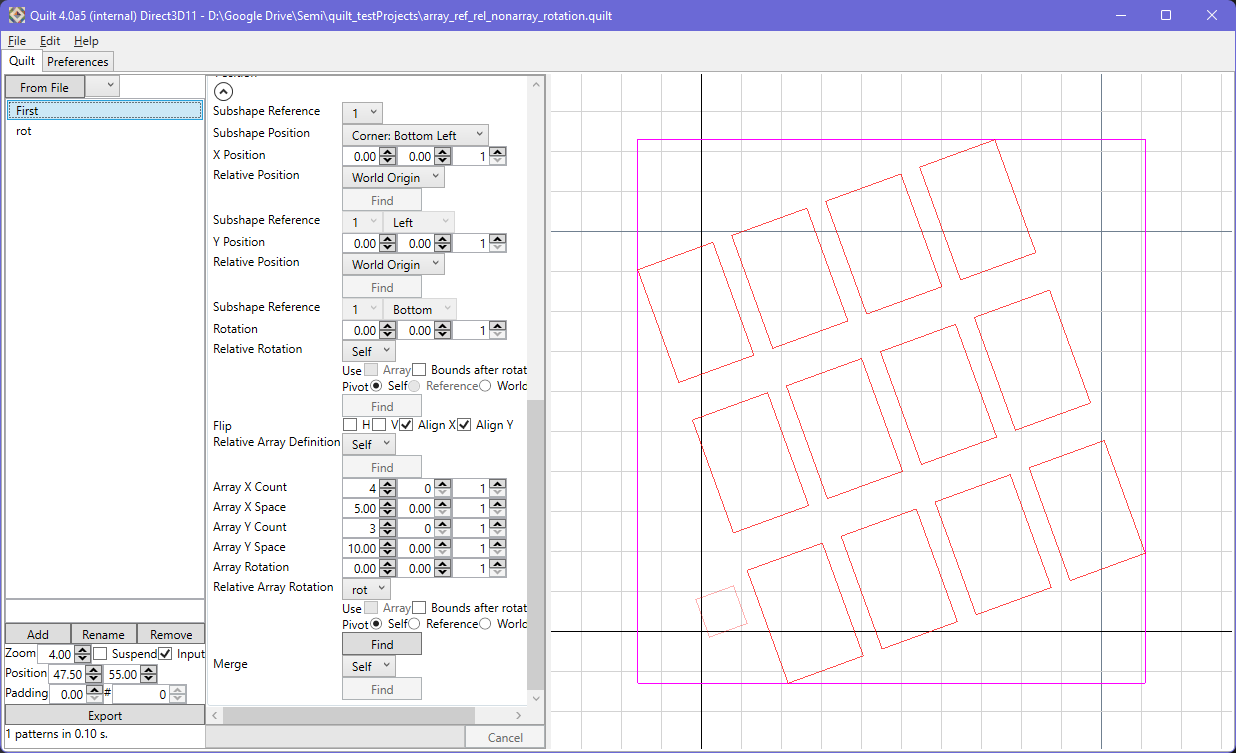 Quilt 4.0a5 (internal) Direct3D11 - D:\Google Drive\Semi\quilt_testProjects\array_ref_rel_nonarray_rotation.quilt
File Edit Help
Quilt Preferences
From File
First
rot
Subshape Reference 1
Subshape Position Corner: Bottom Left
X Position 0.00 0.00 1
Relative Position World Origin
Find
Subshape Reference 1 Left
Y Position 0.00 0.00 1
Relative Position World Origin
Find
Subshape Reference 1 Bottom
Rotation 0.00 0.00 1
Relative Rotation Self
Use Array Bounds after rotat
Pivot Self Reference World
Find
Flip H V Align X Align Y
Relative Array Definition Self
Find
Array X Count 4 0 1
Array X Space 5.00 0.00 1
Array Y Count 3 0 1
Array Y Space 10.00 0.00 1
Array Rotation 0.00 0.00 1
Relative Array Rotation rot
Use Array Bounds after rotat
Pivot Self Reference World
Find
Merge Self
Find
Add Rename Remove
Zoom 4.00 Suspend Input
Position 47.50 55.00
Padding 0.00 # 0
Export
1 patterns in 0.10 s.
Cancel